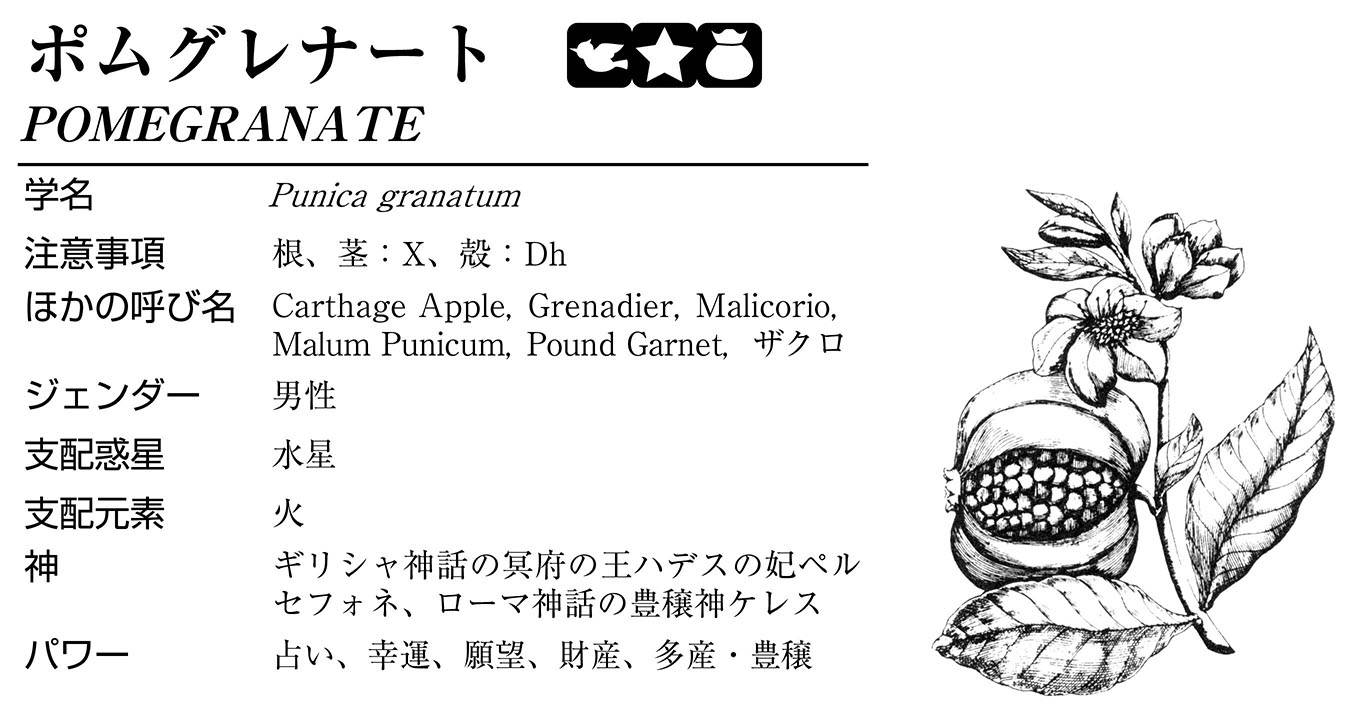 ポムグレナート
POMEGRANATE
学名 Punica granatum
注意事項 根、茎：X、殻：Dh
ほかの呼び名 Carthage Apple, Grenadier, Malicorio,
Malum Punicum, Pound Garnet, ザクロ
ジェンダー 男性
支配惑星 水星
支配元素 火
神 ギリシャ神話の冥府の王ハデスの妃ペル
セフォネ、ローマ神話の豊穣神ケレス
パワー 占い、幸運、願望、財産、多産・豊穣